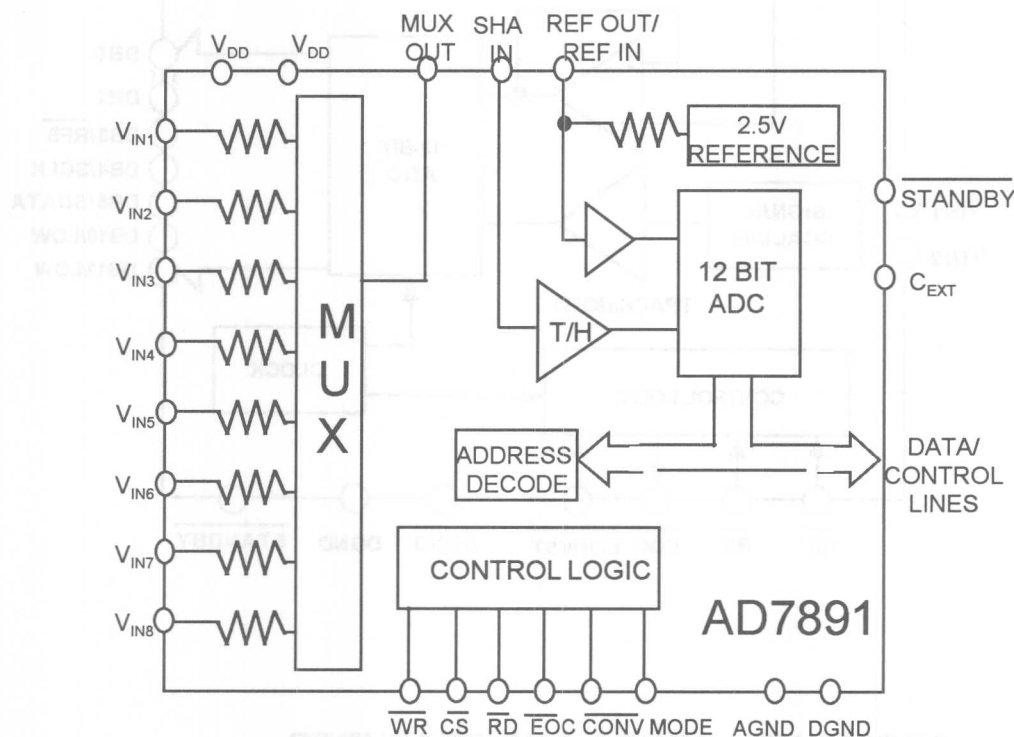 MUX OUT
SHA IN
REF OUT/
REF IN
VDD
VDD
VIN1
VIN2
VIN3
VIN4
VIN5
VIN6
VIN7
VIN8
MUX
2.5V
REFERENCE
STANDBY
CEXT
12 BIT
ADC
T/H
ADDRESS
DECODE
DATA/
CONTROL
LINES
CONTROL LOGIC
AD7891
WR
CS
RD
EOC
CONV
MODE
AGND
DGND